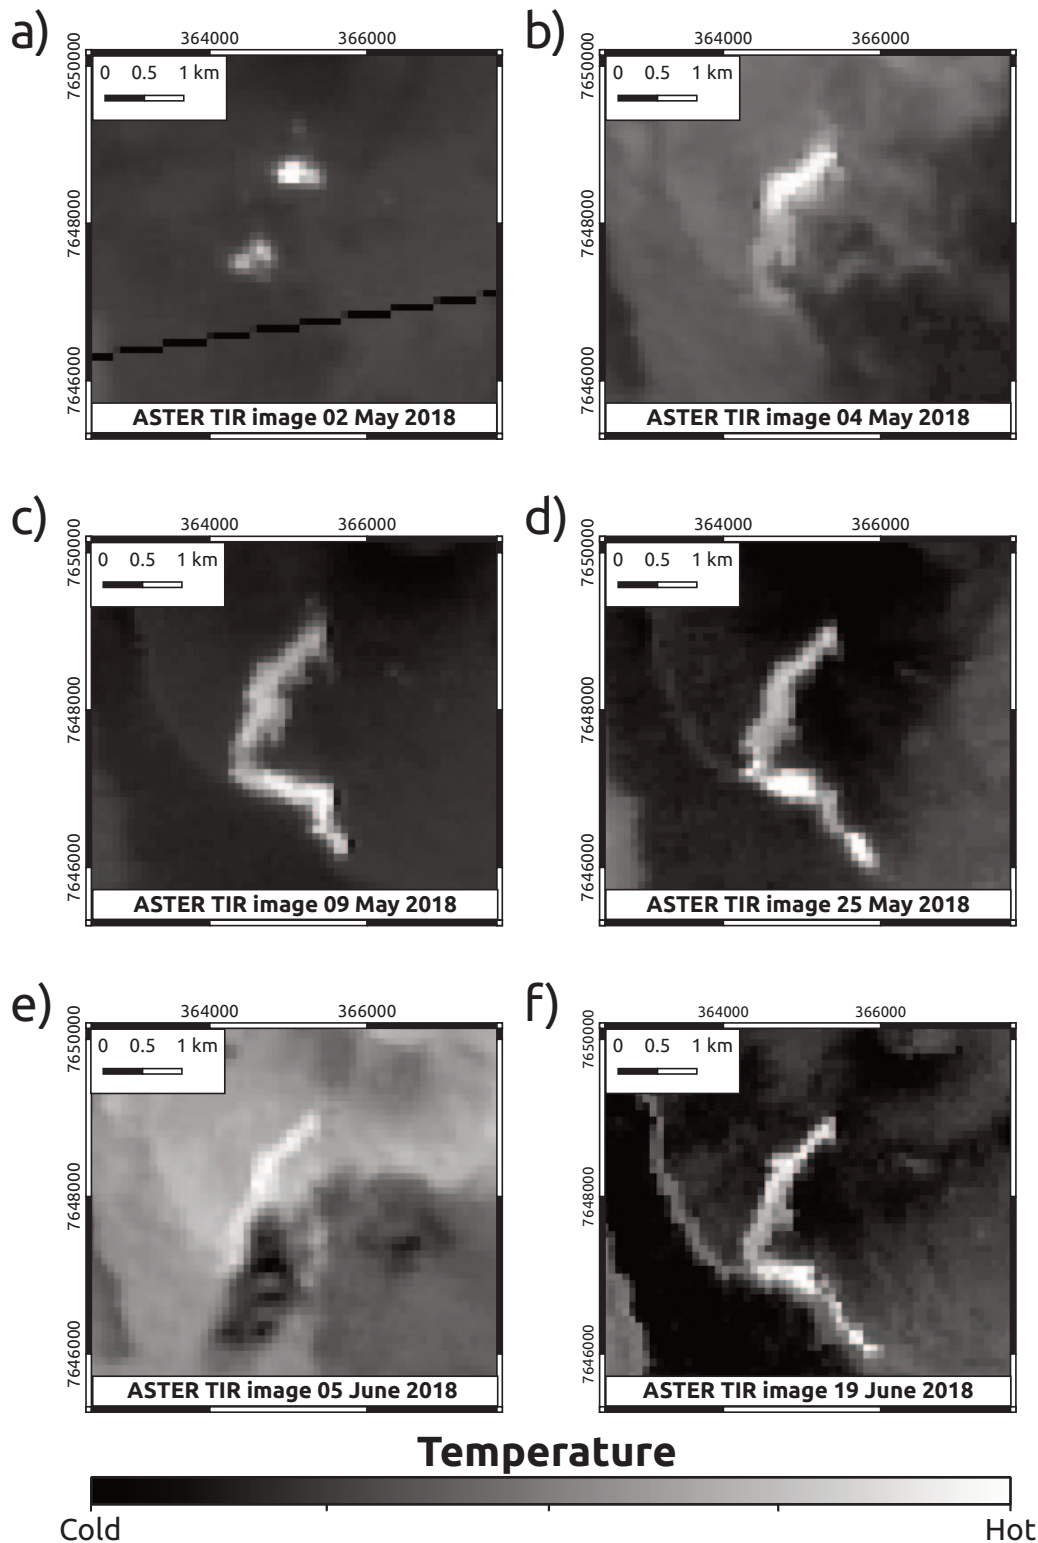 a)
364000 366000
7650000
0 0.5 1 km
7648000
7646000
ASTER TIR image 02 May 2018
b)
364000 366000
7650000
0 0.5 1 km
7648000
7646000
ASTER TIR image 04 May 2018
c)
364000 366000
7650000
0 0.5 1 km
7648000
7646000
ASTER TIR image 09 May 2018
d)
364000 366000
7650000
0 0.5 1 km
7648000
7646000
ASTER TIR image 25 May 2018
e)
364000 366000
7650000
0 0.5 1 km
7648000
7646000
ASTER TIR image 05 June 2018
f)
364000 366000
7650000
0 0.5 1 km
7648000
7646000
ASTER TIR image 19 June 2018
Temperature
Cold Hot